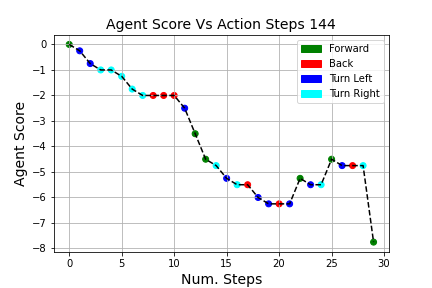 Agent Score Vs Action Steps 144
Forward
Back
Turn Left
Turn Right
Agent Score
0
−1
−2
−3
−4
−5
−6
−7
−8
0 5 10 15 20 25 30
Num. Steps